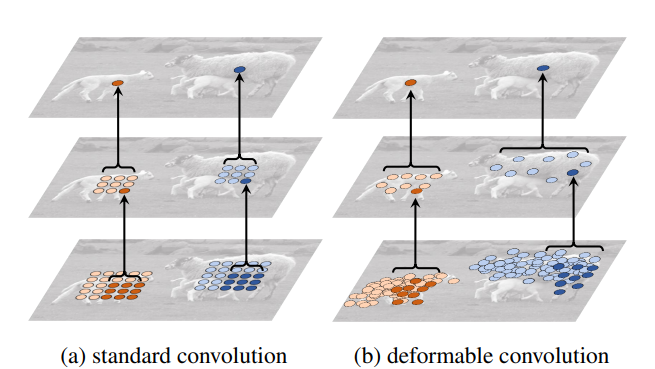 (a) standard convolution
(b) deformable convolution